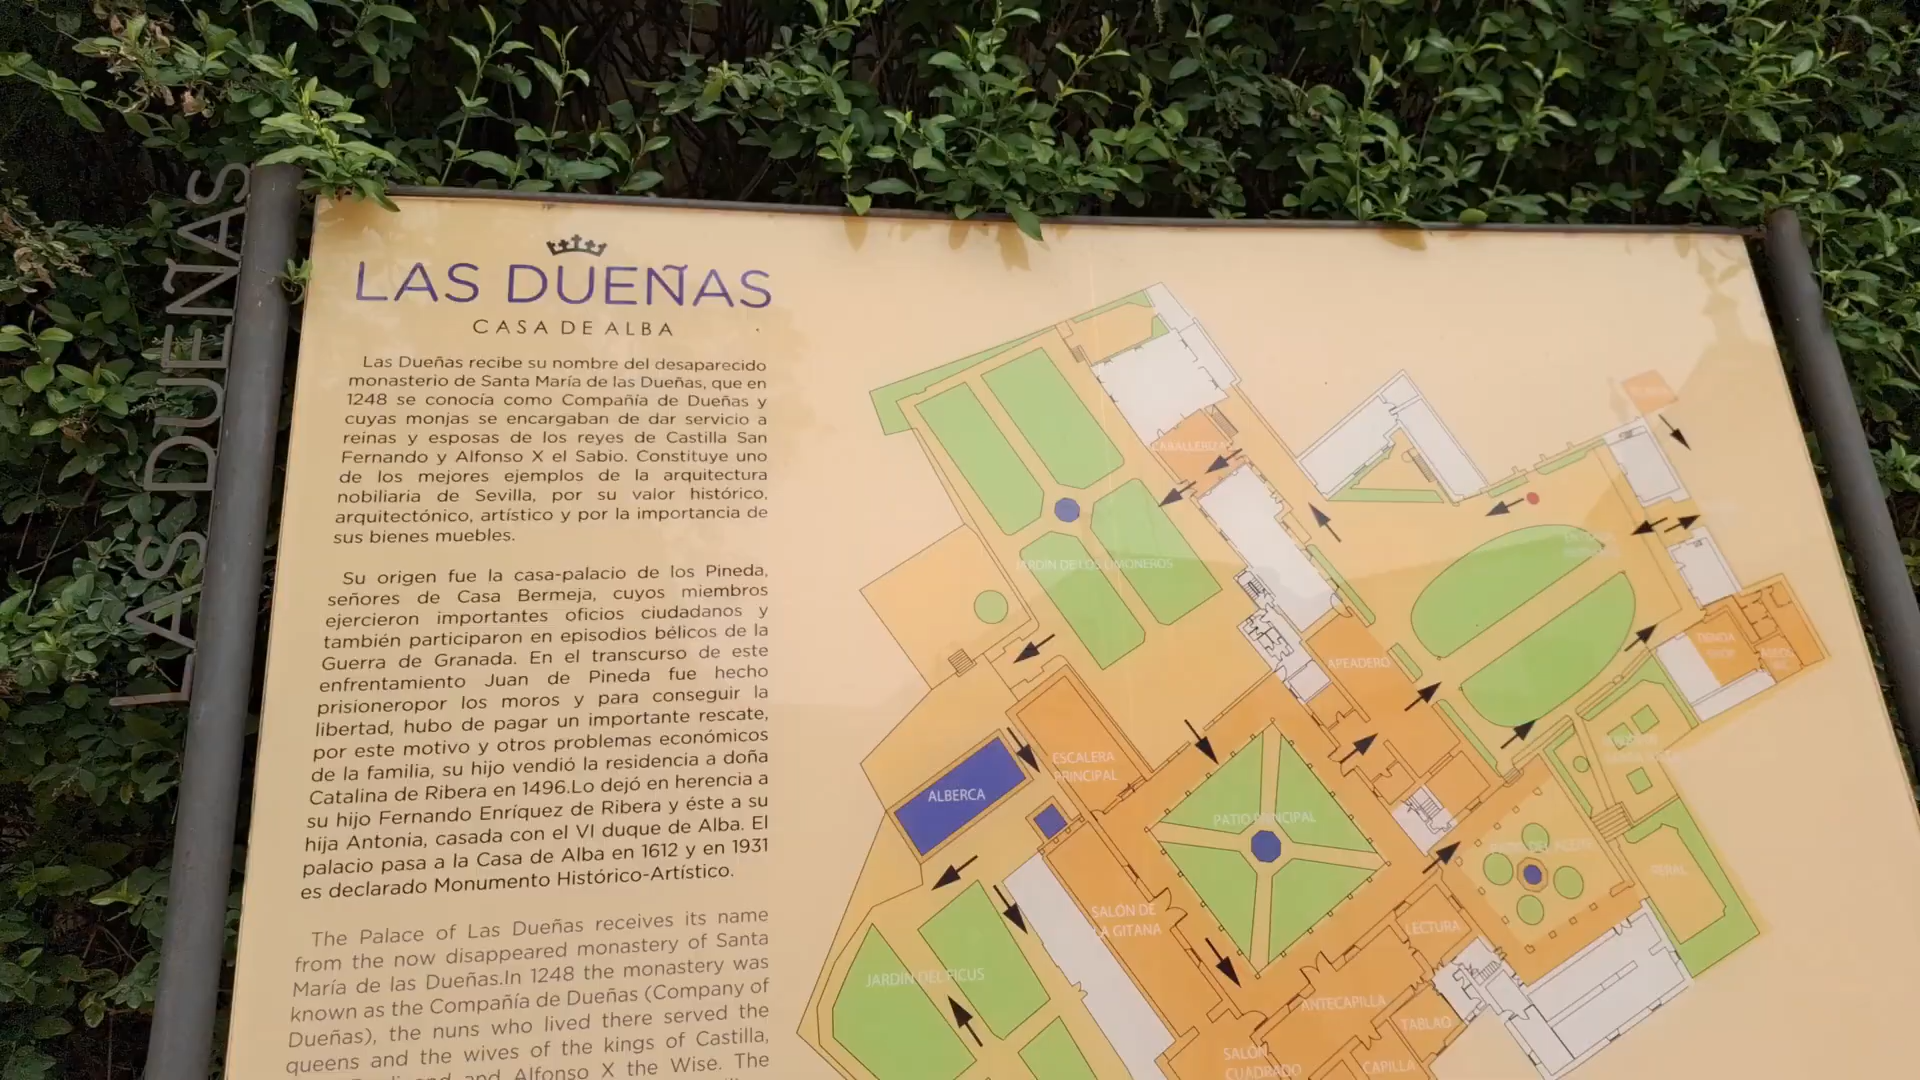 LAS DUEÑAS
LAS DUEÑAS
CASA DE ALBA
Las Dueñas recibe su nombre del desaparecido
monasterio de Santa María de las Dueñas, que en
1248 se conocía como Compañía de Dueñas y
cuyas monjas se encargaban de dar servicio a
reinas y esposas de los reyes de Castilla San
Fernando y Alfonso X el Sabio. Constituye uno
de los mejores ejemplos de la arquitectura
nobiliaria de Sevilla, por su valor histórico,
arquitectónico, artístico y por la importancia de
sus bienes muebles.
Su origen fue la casa-palacio de los Pineda,
señores de Casa Bermeja, cuyos miembros
ejercieron importantes oficios ciudadanos y
también participaron en episodios bélicos de la
Guerra de Granada. En el transcurso de este
enfrentamiento Juan de Pineda fue hecho
prisioneropor los moros y para conseguir la
libertad, hubo de pagar un importante rescate,
por este motivo y otros problemas económicos
de la familia, su hijo vendió la residencia a doña
Catalina de Ribera en 1496.Lo dejó en herencia a
su hijo Fernando Enríquez de Ribera y éste a su
hija Antonia, casada con el VI duque de Alba. El
palacio pasa a la Casa de Alba en 1612 y en 1931
es declarado Monumento Histórico-Artístico.
The Palace of Las Dueñas receives its name
from the now disappeared monastery of Santa
María de las Dueñas.In 1248 the monastery was
known as the Compañía de Dueñas (Company of
Dueñas), the nuns who lived there served the
queens and the wives of the kings of Castilla,
and Alfonso X the Wise. The
CABALLERIZAS
JARDÍN DE LOS LIMONEROS
APEADERO
TIENDA
SHOP
ESCALERA
PRINCIPAL
ALBERCA
PATIO PRINCIPAL
PATIO DEL ACEITE
SALÓN DE
LA GITANA
LECTURA
JARDÍN DEL FICUS
ANTECAPILLA
TABLAO
SALÓN
CUADRADO
CAPILLA